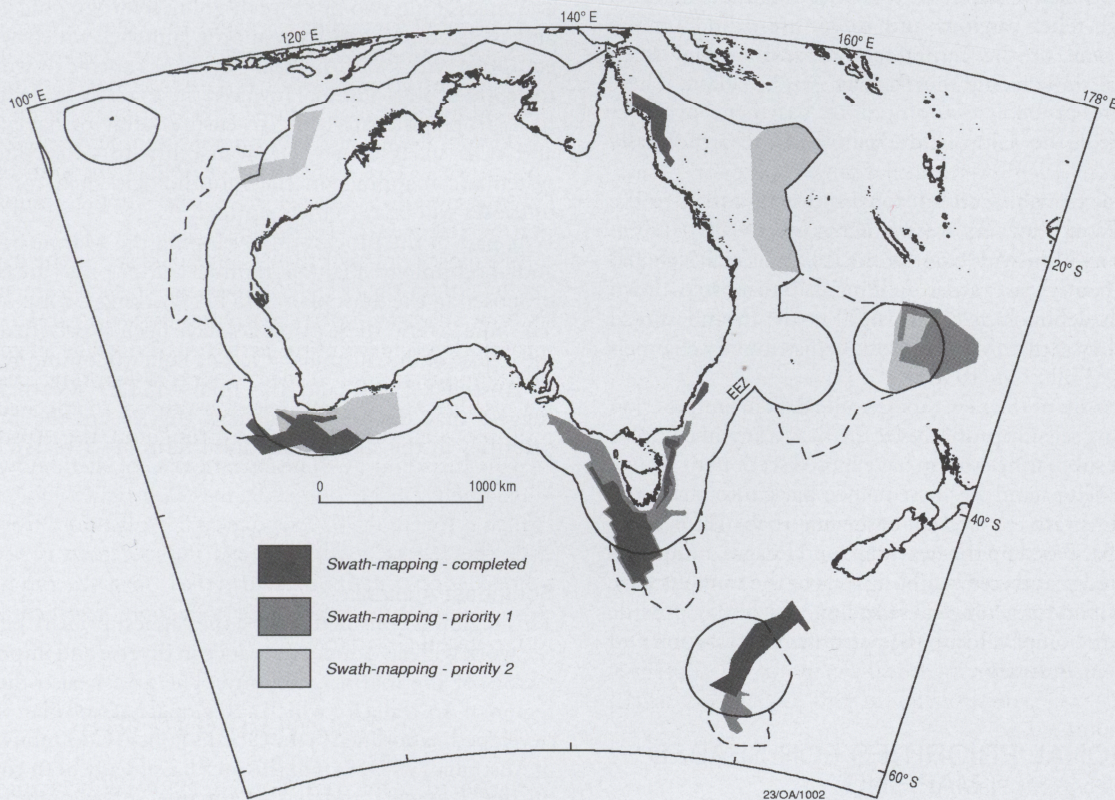 140° E
120° E
160° E
100° E
178° E
20° S
EEZ
0 1000 km
40° S
Swath-mapping - completed
Swath-mapping - priority 1
Swath-mapping - priority 2
60° S
23/OA/1002